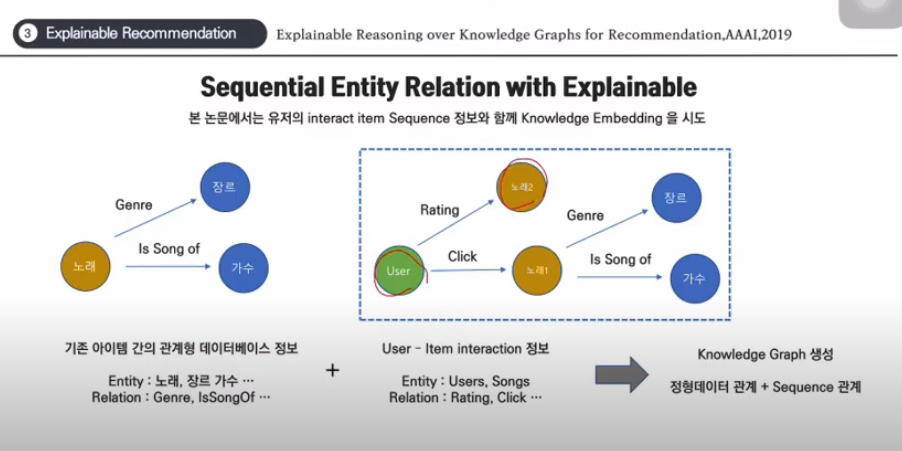 3 Explainable Recommendation
Explainable Reasoning over Knowledge Graphs for Recommendation,AAAI,2019
Sequential Entity Relation with Explainable
본 논문에서는 유저의 interact item Sequence 정보와 함께 Knowledge Embedding 을 시도
장르
Genre
Is Song of
노래
가수
노래2
Rating
Genre
장르
Click
Is Song of
User
노래1
가수
기존 아이템 간의 관계형 데이터베이스 정보
Entity : 노래, 장르 가수 …
Relation : Genre, IsSongOf …
+
User – Item interaction 정보
Entity : Users, Songs
Relation : Rating, Click …
Knowledge Graph 생성
정형데이터 관계 + Sequence 관계